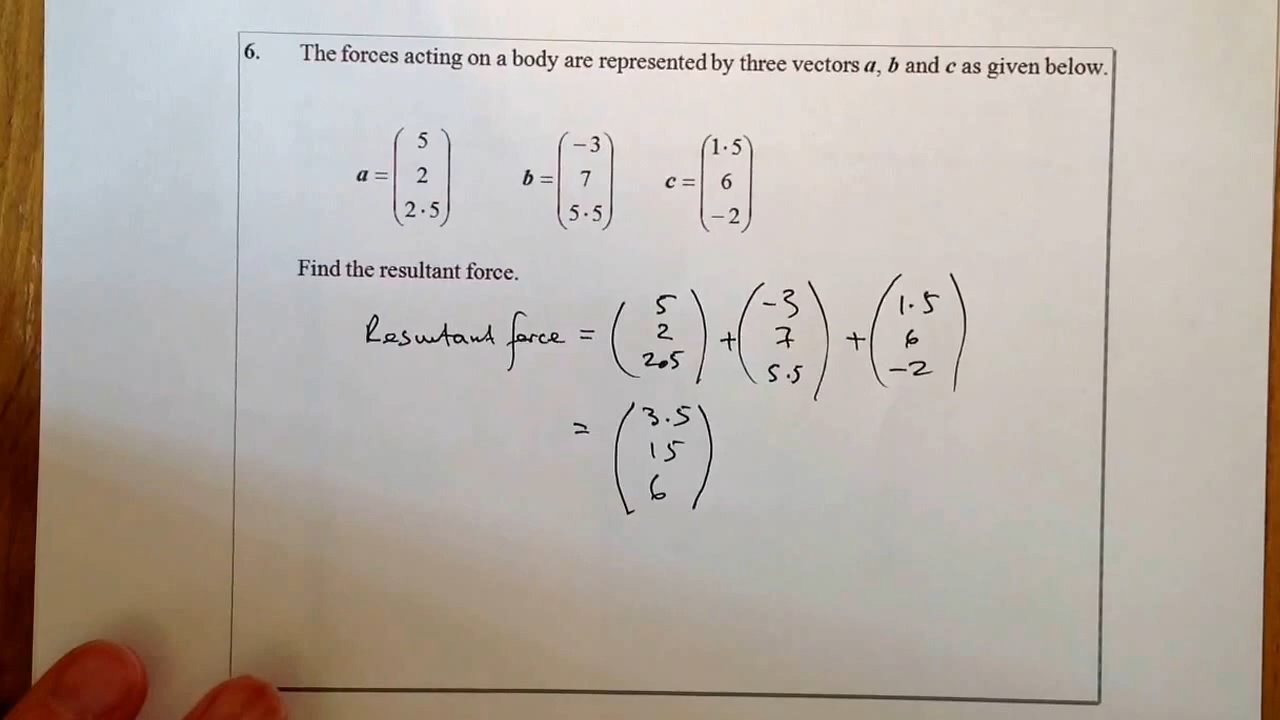 6. The forces acting on a body are represented by three vectors a, b and c as given below.
5 -3 1·5
a = 2 b = 7 c = 6
2·5 5·5 -2
Find the resultant force.
5 -3 1.5
Resultant force = 2 + 7 + 6
2.5 5.5 -2
3.5
= 15
6